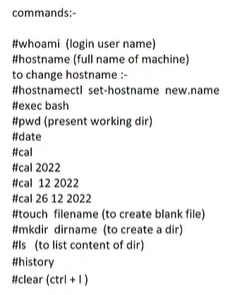 commands:-
#whoami (login user name)
#hostname (full name of machine)
to change hostname :-
#hostnamectl set-hostname new.name
#exec bash
#pwd (present working dir)
#date
#cal
#cal 2022
#cal 12 2022
#cal 26 12 2022
#touch filename (to create blank file)
#mkdir dirname (to create a dir)
#ls (to list content of dir)
#history
#clear (ctrl + l )